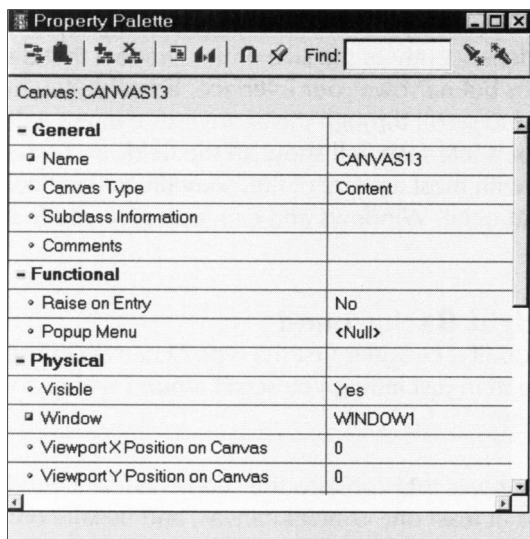 Property Palette
Find:
Canvas: CANVAS13
- General
Name CANVAS13
Canvas Type Content
Subclass Information
Comments
- Functional
Raise on Entry No
Popup Menu <Null>
- Physical
Visible Yes
Window WINDOW1
Viewport X Position on Canvas 0
Viewport Y Position on Canvas 0